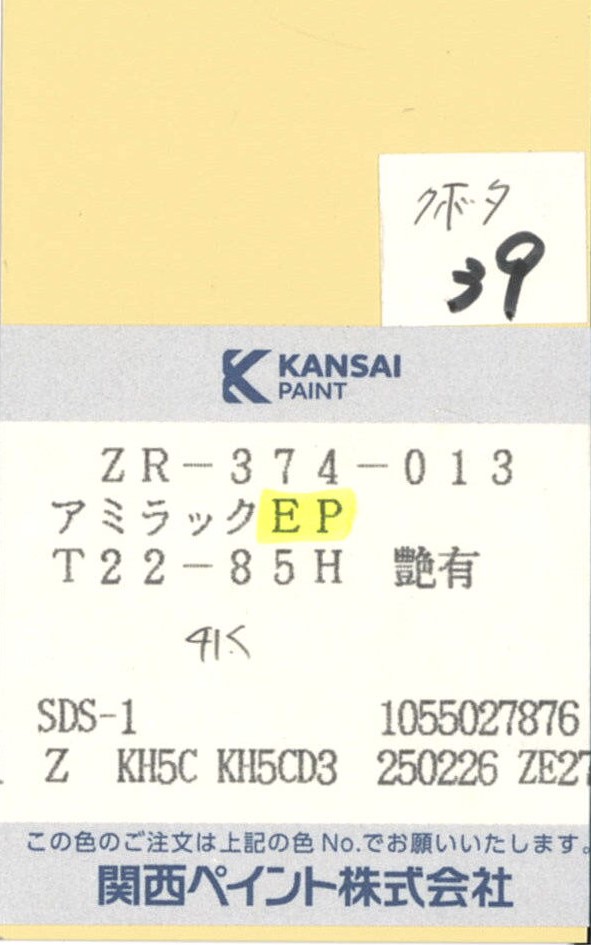 クボタ
39
KANSAI
PAINT
ZR-374-013
アミラックEP
T22-85H 艶有
SDS-1 1055027876
Z KH5C KH5CD3 250226 ZE27
この色のご注文は上記の色No.でお願いいたします。
関西ペイント株式会社